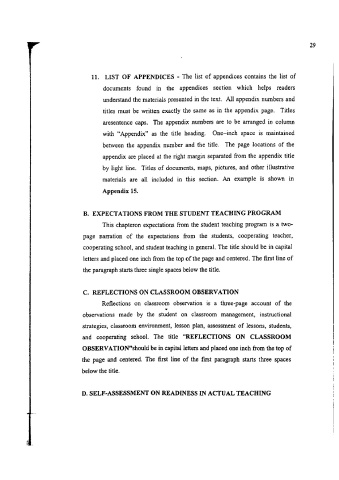 29
11. LIST OF APPENDICES - The list of appendices contains the list of
documents found in the appendices section which helps readers
understand the materials presented in the text. All appendix numbers and
titles must be written exactly the same as in the appendix page. Titles
aresentence caps. The appendix numbers are to be arranged in column
with "Appendix" as the title heading. One-inch space is maintained
between the appendix number and the title. The page locations of the
appendix are placed at the right margin separated from the appendix title
by light line. Titles of documents, maps, pictures, and other illustrative
materials are all included in this section. An example is shown in
Appendix 15.
B. EXPECTATIONS FROM THE STUDENT TEACHING PROGRAM
This chapteron expectations from the student teaching program is a two-
page narration of the expectations from the students, cooperating teacher,
cooperating school, and student teaching in general. The title should be in capital
letters and placed one inch from the top of the page and centered. The first line of
the paragraph starts three single spaces below the title.
C. REFLECTIONS ON CLASSROOM OBSERVATION
Reflections on classroom observation is a three-page account of the
observations made by the student on classroom management, instructional
strategies, classroom environment, lesson plan, assessment of lessons, students,
and cooperating school. The title "REFLECTIONS ON CLASSROOM
OBSERVATION"should be in capital letters and placed one inch from the top of
the page and centered. The first line of the first paragraph starts three spaces
below the title.
D. SELF-ASSESSMENT ON READINESS IN ACTUAL TEACHING